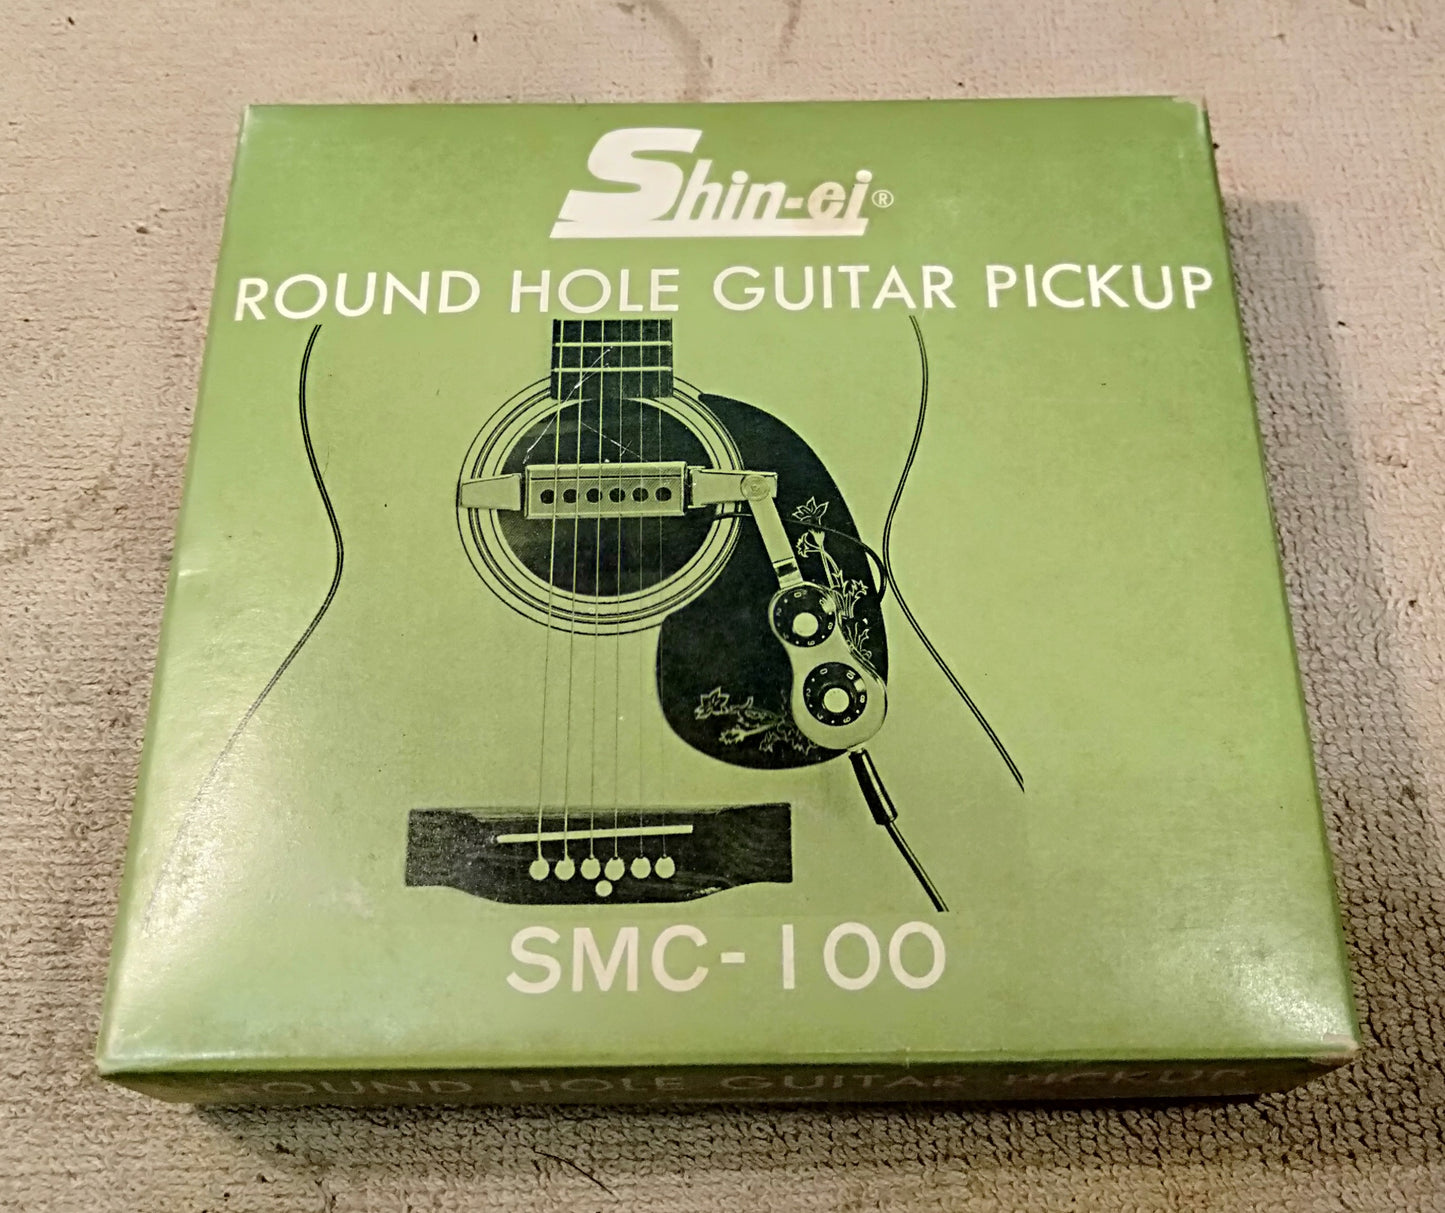 Shin-ei®
ROUND HOLE GUITAR PICKUP
SMC-100
ROUND HOLE GUITAR PICKUP